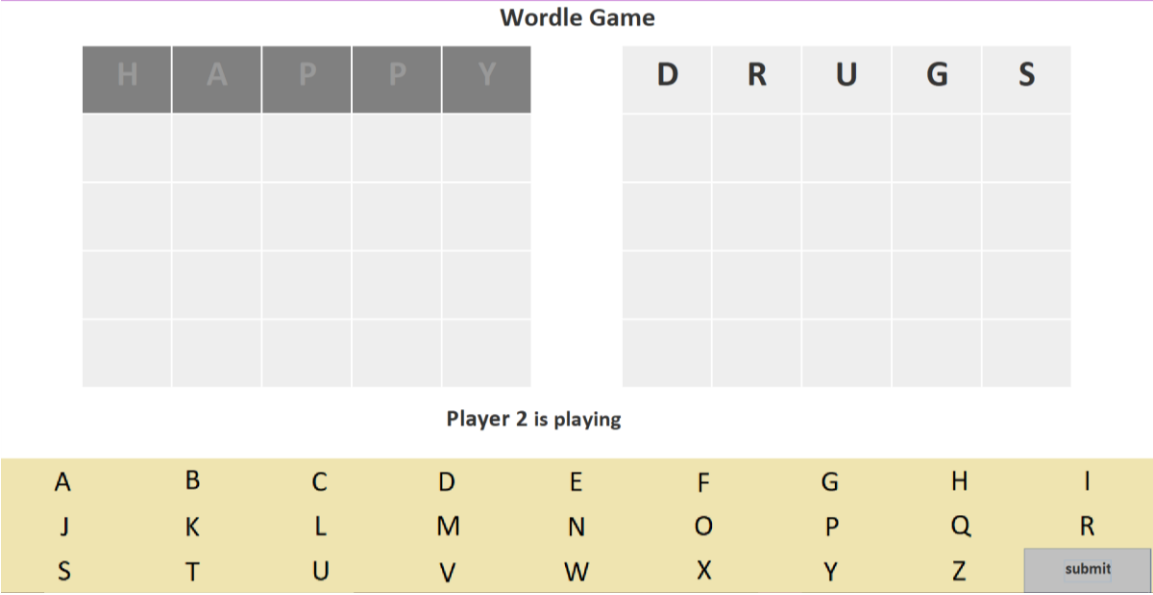 Wordle Game
H A P P Y
D R U G S
Player 2 is playing
A B C D E F G H I
J K L M N O P Q R
S T U V W X Y Z submit